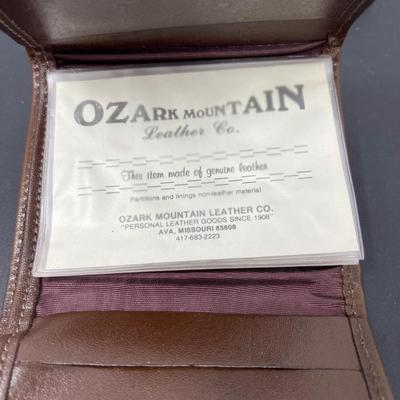 OZARK MOUNTAIN
Leather Co.
This item made of genuine leather
Partitions and linings non-leather material
OZARK MOUNTAIN LEATHER CO.
"PERSONAL LEATHER GOODS SINCE 1908"
AVA, MISSOURI 65608
417-683-2223